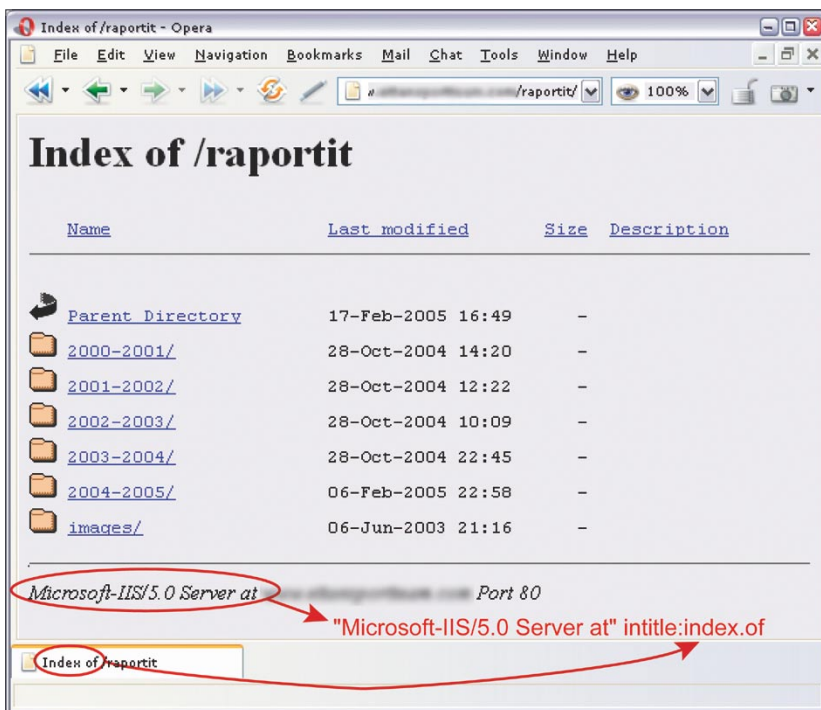 Index of /raportit - Opera
File Edit View Navigation Bookmarks Mail Chat Tools Window Help
/raportit/ 100%
Index of /raportit
Name Last modified Size Description
Parent Directory 17-Feb-2005 16:49 -
2000-2001/ 28-Oct-2004 14:20 -
2001-2002/ 28-Oct-2004 12:22 -
2002-2003/ 28-Oct-2004 10:09 -
2003-2004/ 28-Oct-2004 22:45 -
2004-2005/ 06-Feb-2005 22:58 -
images/ 06-Jun-2003 21:16 -
Microsoft-IIS/5.0 Server at Port 80
"Microsoft-IIS/5.0 Server at" intitle:index.of
Index of /raportit